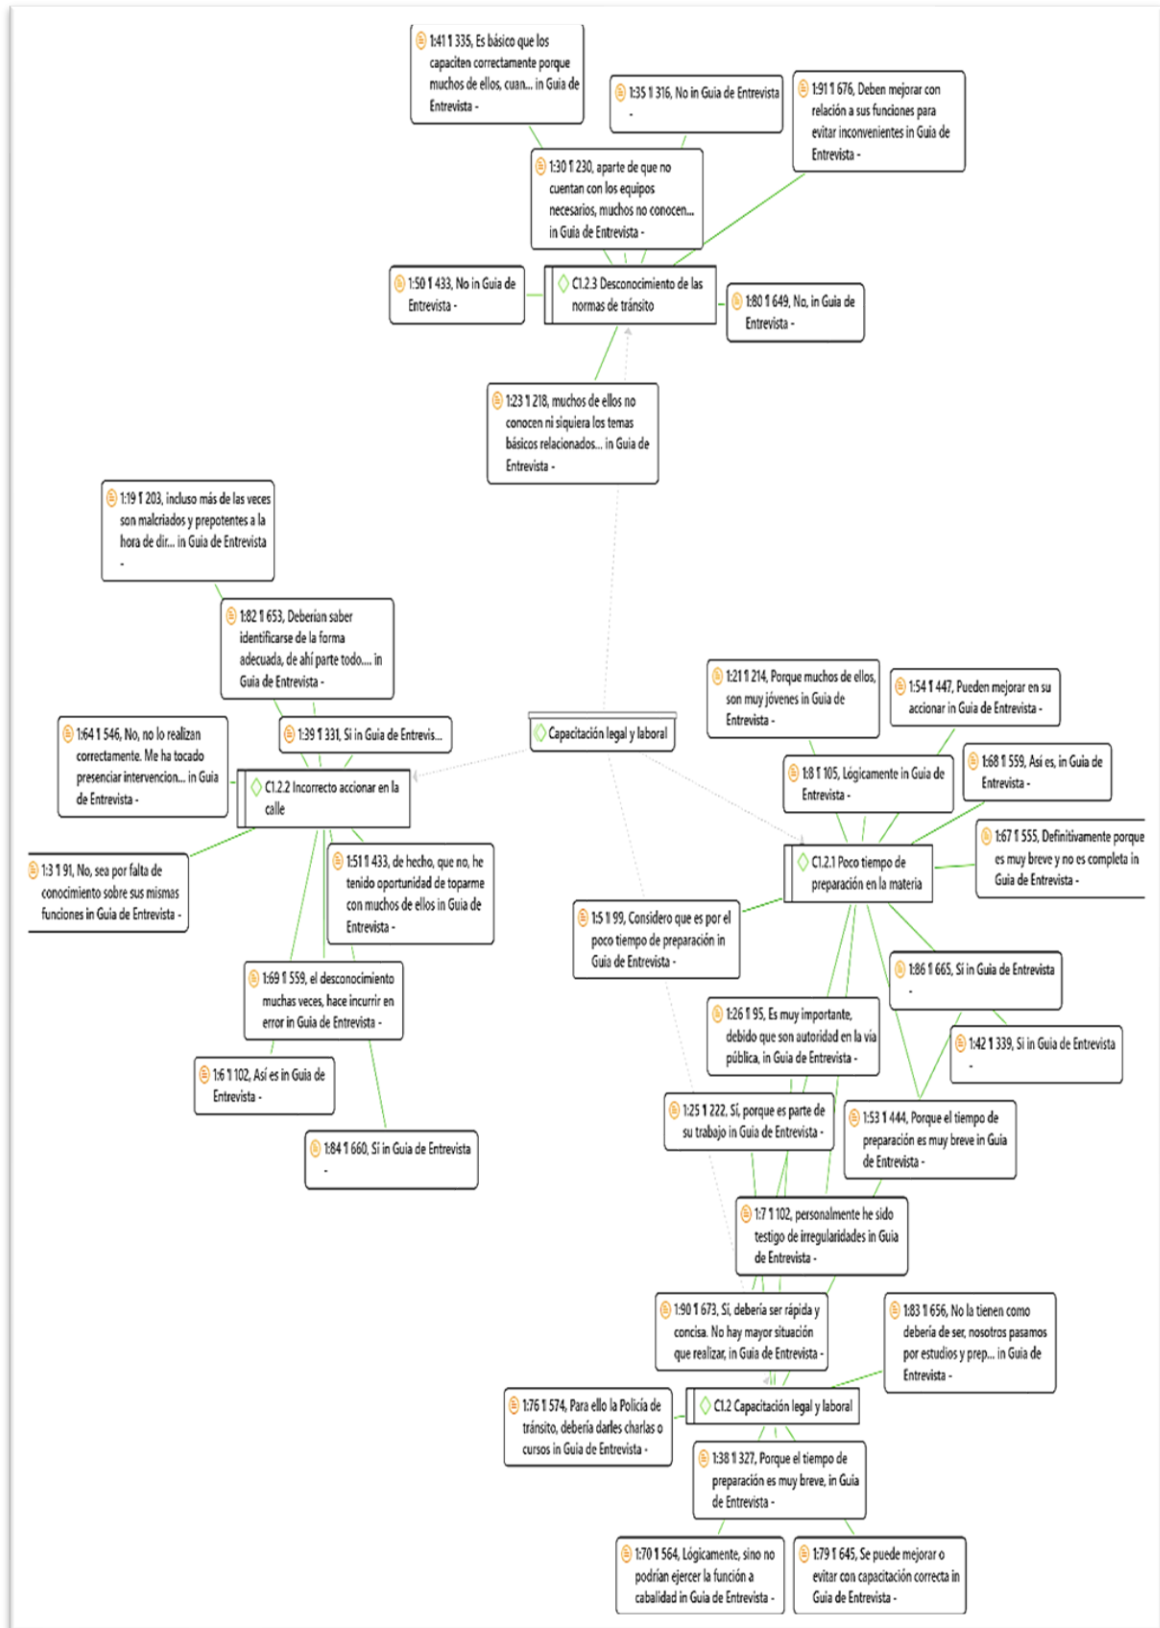 1:41 ¶ 335, Es básico que los
capaciten correctamente porque
muchos de ellos, cuan... in Guia de
Entrevista -
1:35 ¶ 316, No in Guia de Entrevista
-
1:91 ¶ 676, Deben mejorar con
relación a sus funciones para
evitar inconvenientes in Guia de
Entrevista -
1:30 ¶ 230, aparte de que no
cuentan con los equipos
necesarios, muchos no conocen...
in Guia de Entrevista -
1:50 ¶ 433, No in Guia de
Entrevista -
C1.2.3 Desconocimiento de las
normas de tránsito
1:80 ¶ 649, No, in Guia de
Entrevista -
1:23 ¶ 218, muchos de ellos no
conocen ni siquiera los temas
básicos relacionados... in Guia de
Entrevista -
1:19 ¶ 203, incluso más de las veces
son malcriados y prepotentes a la
hora de dir... in Guia de Entrevista
-
1:82 ¶ 653, Deberian saber
identificarse de la forma
adecuada, de ahí parte todo.... in
Guia de Entrevista -
1:64 ¶ 546, No, no lo realizan
correctamente. Me ha tocado
presenciar intervencion... in Guia
de Entrevista -
1:39 ¶ 331, Si in Guia de Entrevis...
C1.2.2 Incorrecto accionar en la
calle
1:3 ¶ 91, No, sea por falta de
conocimiento sobre sus mismas
funciones in Guia de Entrevista -
1:51 ¶ 433, de hecho, que no, he
tenido oportunidad de toparme
con muchos de ellos in Guia de
Entrevista -
1:69 ¶ 559, el desconocimiento
muchas veces, hace incurrir en
error in Guia de Entrevista -
1:6 ¶ 102, Así es in Guia de
Entrevista -
1:84 ¶ 660, Sí in Guia de Entrevista
-
Capacitación legal y laboral
1:21 ¶ 214, Porque muchos de ellos,
son muy jóvenes in Guia de
Entrevista -
1:54 ¶ 447, Pueden mejorar en su
accionar in Guia de Entrevista -
1:8 ¶ 105, Lógicamente in Guia de
Entrevista -
1:68 ¶ 559, Así es, in Guia de
Entrevista -
1:67 ¶ 555, Definitivamente porque
es muy breve y no es completa in
Guia de Entrevista -
C1.2.1 Poco tiempo de
preparación en la materia
1:5 ¶ 99, Considero que es por el
poco tiempo de preparación in
Guia de Entrevista -
1:86 ¶ 665, Sí in Guia de Entrevista
-
1:26 ¶ 95, Es muy importante,
debido que son autoridad en la vía
pública, in Guia de Entrevista -
1:42 ¶ 339, Si in Guia de Entrevista
-
1:25 ¶ 222, Sí, porque es parte de
su trabajo in Guia de Entrevista -
1:53 ¶ 444, Porque el tiempo de
preparación es muy breve in Guia
de Entrevista -
1:7 ¶ 102, personalmente he sido
testigo de irregularidades in Guia
de Entrevista -
1:90 ¶ 673, Sí, debería ser rápida y
concisa. No hay mayor situación
que realizar, in Guia de Entrevista -
1:83 ¶ 656, No la tienen como
debería de ser, nosotros pasamos
por estudios y prep... in Guia de
Entrevista -
1:76 ¶ 574, Para ello la Policía de
tránsito, debería darles charlas o
cursos in Guia de Entrevista -
C1.2 Capacitación legal y laboral
1:38 ¶ 327, Porque el tiempo de
preparación es muy breve, in Guia
de Entrevista -
1:70 ¶ 564, Lógicamente, sino no
podrían ejercer la función a
cabalidad in Guia de Entrevista -
1:79 ¶ 645, Se puede mejorar o
evitar con capacitación correcta in
Guia de Entrevista -